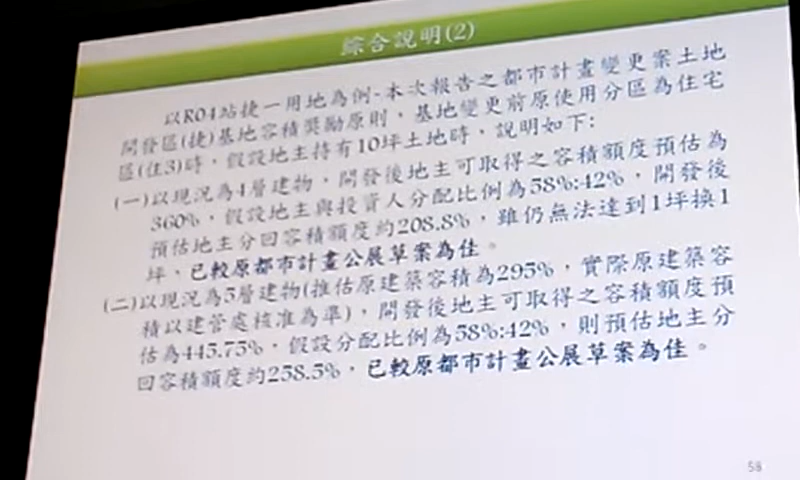 綜合說明(2)
以R04站捷一用地為例-本次報告之都市計畫變更案土地
開發區(捷)基地容積獎勵原則，基地變更前原使用分區為住宅
區(住3)時，假設地主持有10坪土地時，說明如下:
(一)以現況為4層建物，開發後地主可取得之容積額度預估為
360%，假設地主與投資人分配比例為58%:42%，開發後
預估地主分回容積額度約208.8%，雖仍無法達到1坪換1
坪，已較原都市計畫公展草案為佳。
(二)以現況為5層建物(推估原建築容積為295%，實際原建築容
積以建管處核准為準)，開發後地主可取得之容積額度預
估為445.75%，假設分配比例為58%:42%，則預估地主分
回容積額度約258.5%，已較原都市計畫公展草案為佳。
58